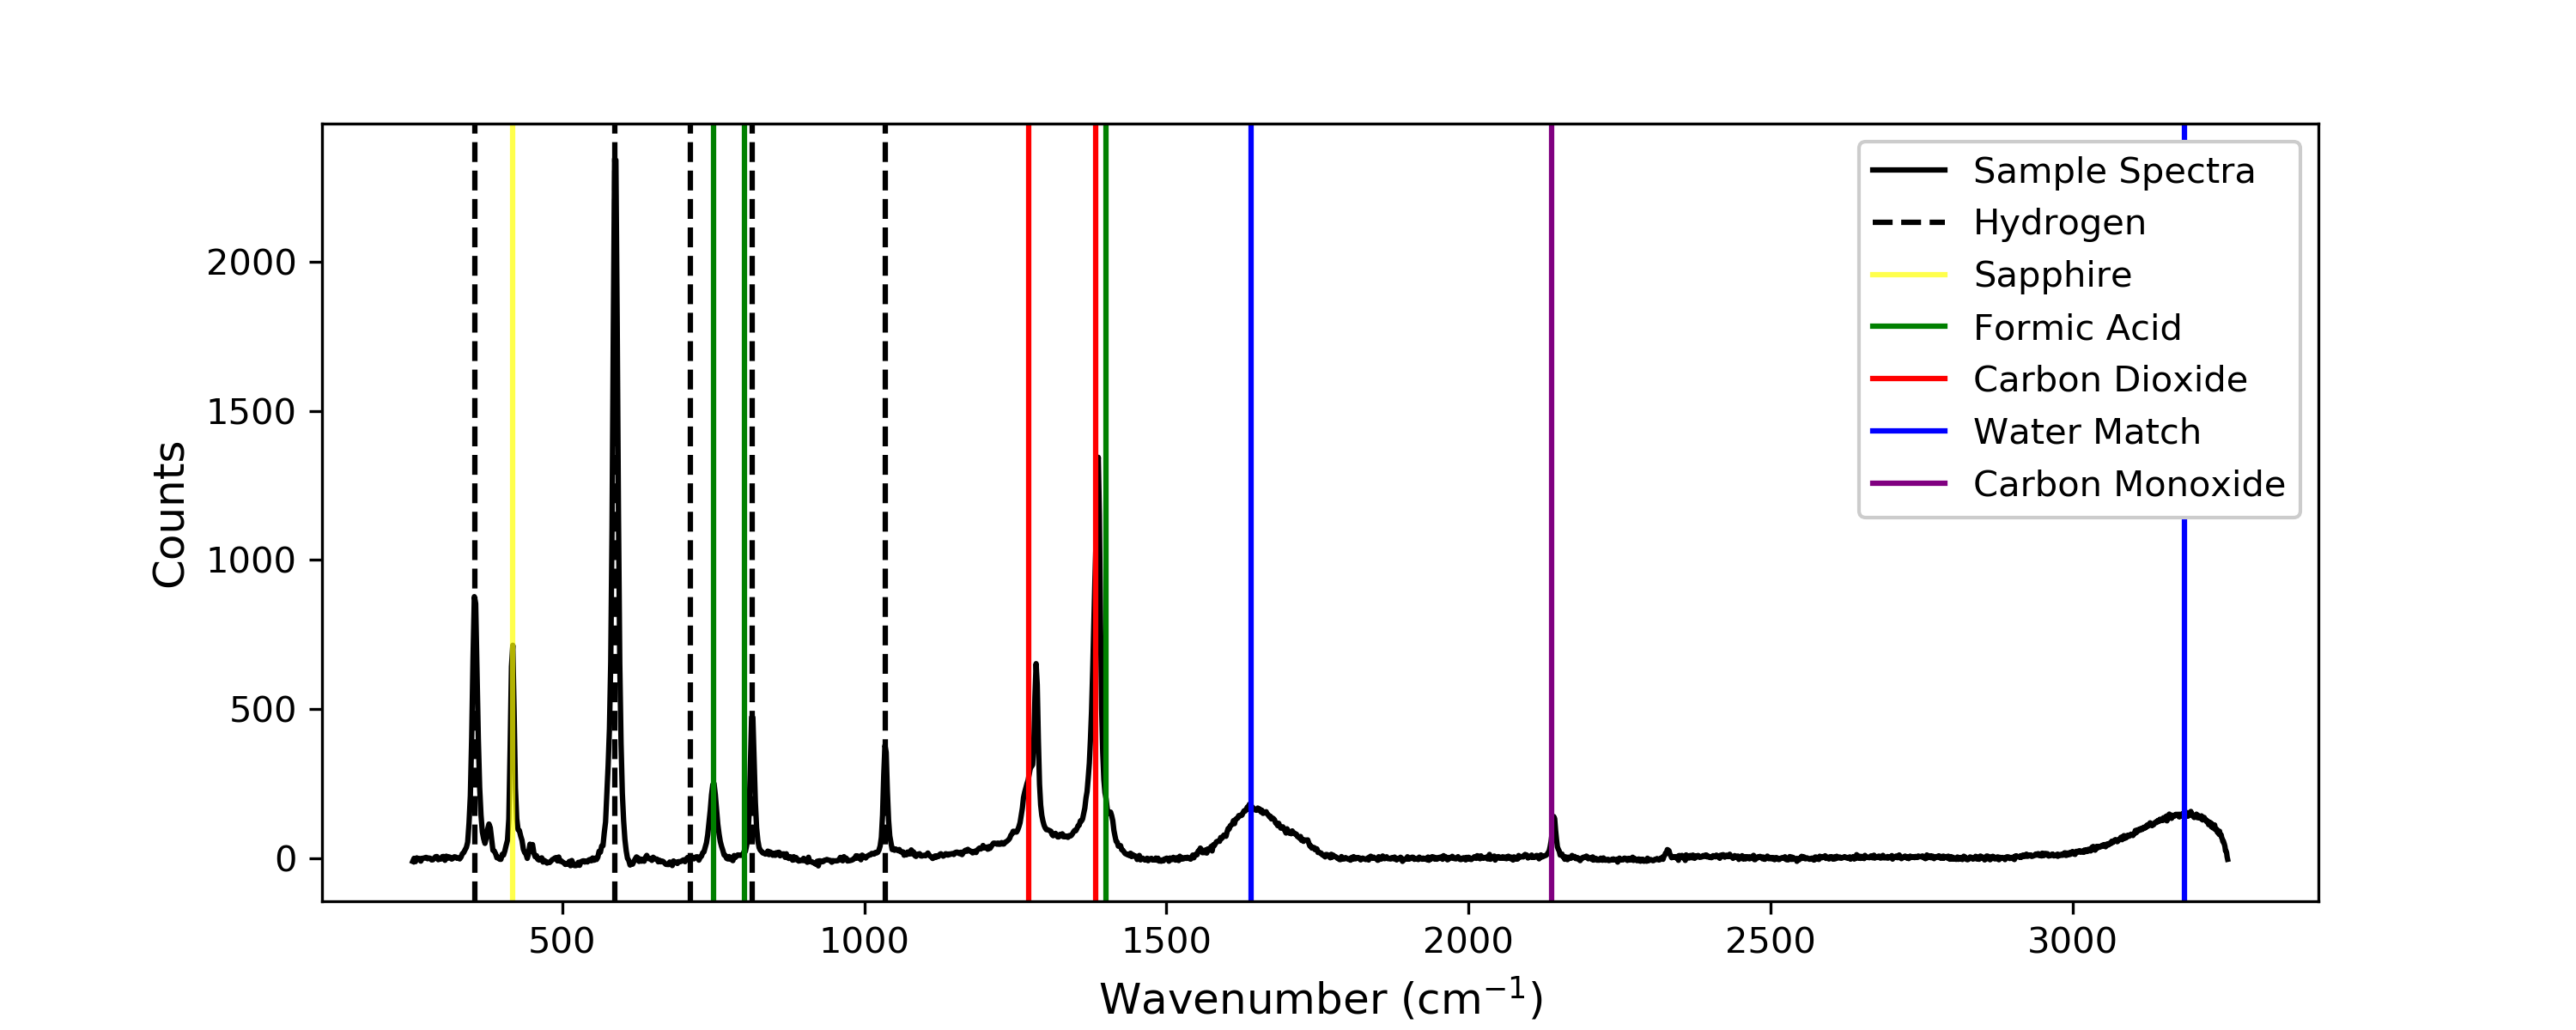 Sample Spectra
Hydrogen
Sapphire
Formic Acid
Carbon Dioxide
Water Match
Carbon Monoxide
2000
1500
1000
500
0
Counts
500 1000 1500 2000 2500 3000
Wavenumber (cm⁻¹)